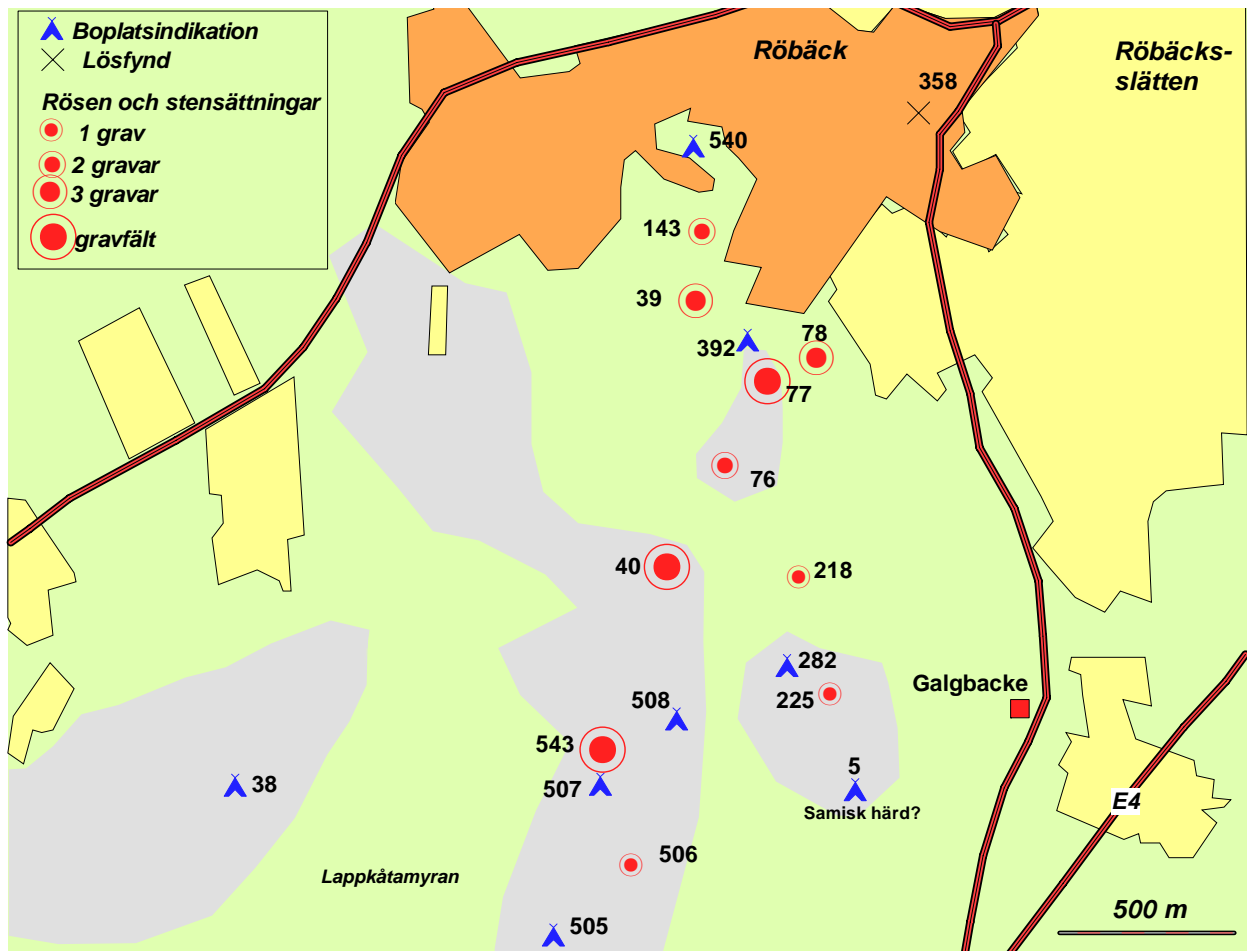 Boplatsindikation
Lösfynd
Rösen och stensättningar
1 grav
2 gravar
3 gravar
gravfält
Röbäck
Röbäcks-
slätten
358
540
143
39
78
392
77
76
40
218
282
225
Galgbacke
508
543
507
38
5
Samisk härd?
E4
506
Lappkåtamyran
505
500 m